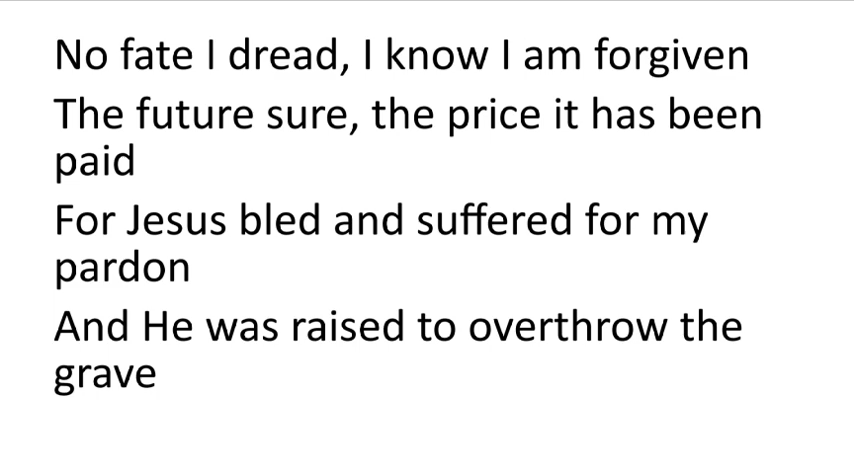 No fate I dread, I know I am forgiven
The future sure, the price it has been
paid
For Jesus bled and suffered for my
pardon
And He was raised to overthrow the
grave